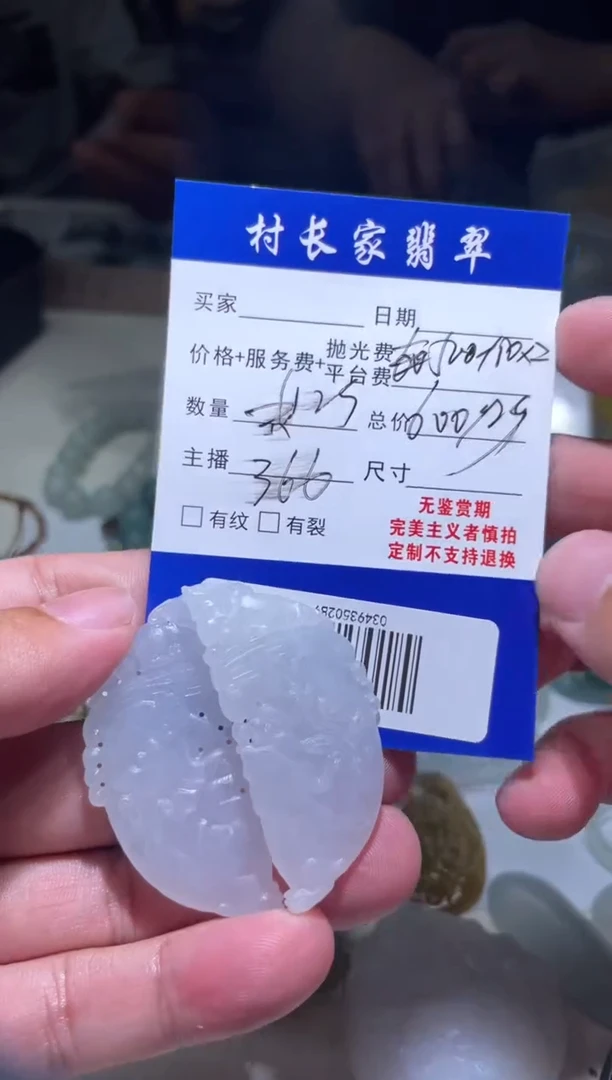 村长家翡翠
买家 日期
价格+服务费+抛光费平台费
数量 总价
主播 366 尺寸
有纹 有裂
无鉴赏期
完美主义者慎拍
定制不支持退换